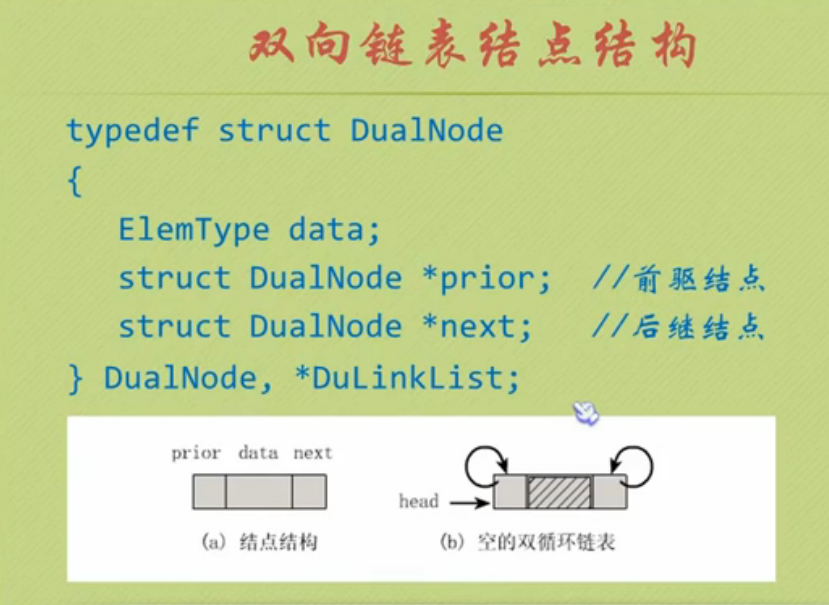 双向链表结点结构
typedef struct DualNode
{
ElemType data;
struct DualNode *prior; //前驱结点
struct DualNode *next; //后继结点
} DualNode, *DuLinkList;
prior data next
head
(a) 结点结构
(b) 空的双循环链表